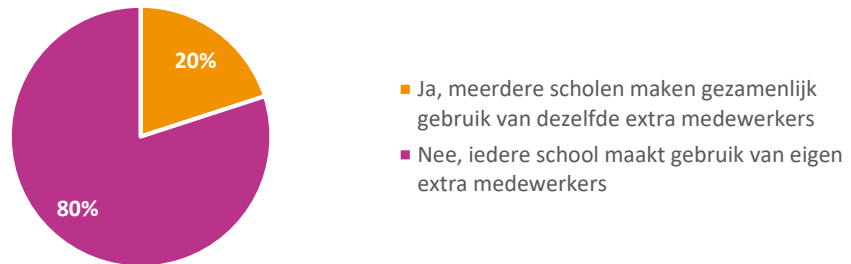 20%
80%
Ja, meerdere scholen maken gezamenlijk
gebruik van dezelfde extra medewerkers
Nee, iedere school maakt gebruik van eigen
extra medewerkers